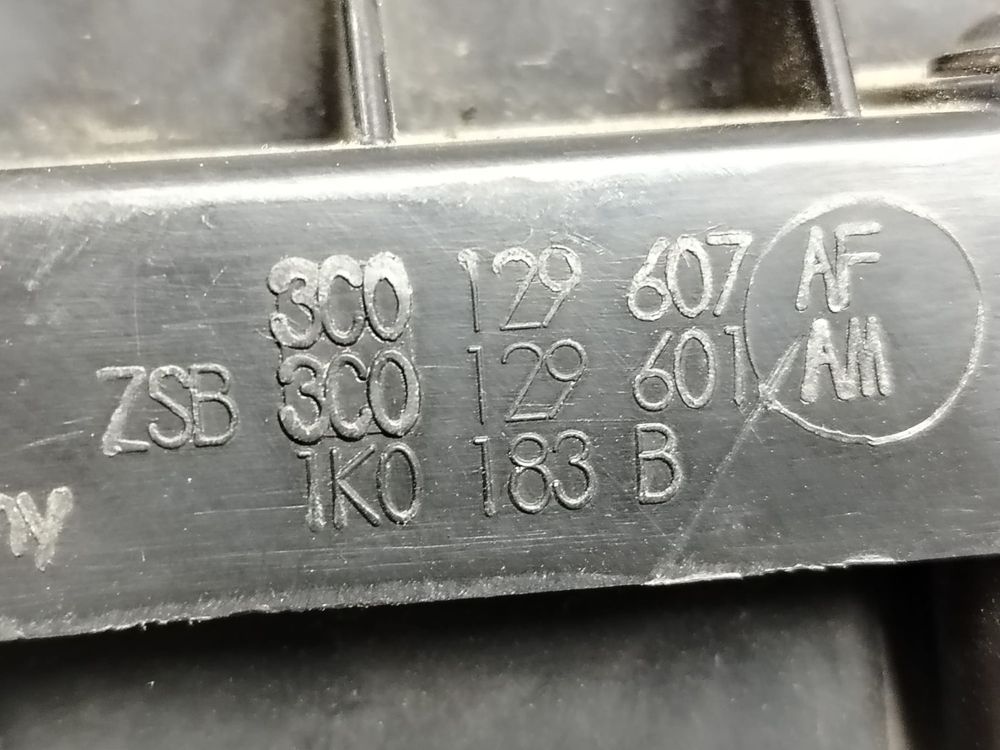 3C0 129 607 AF
ZSB 3C0 129 601 AM
1K0 183 B